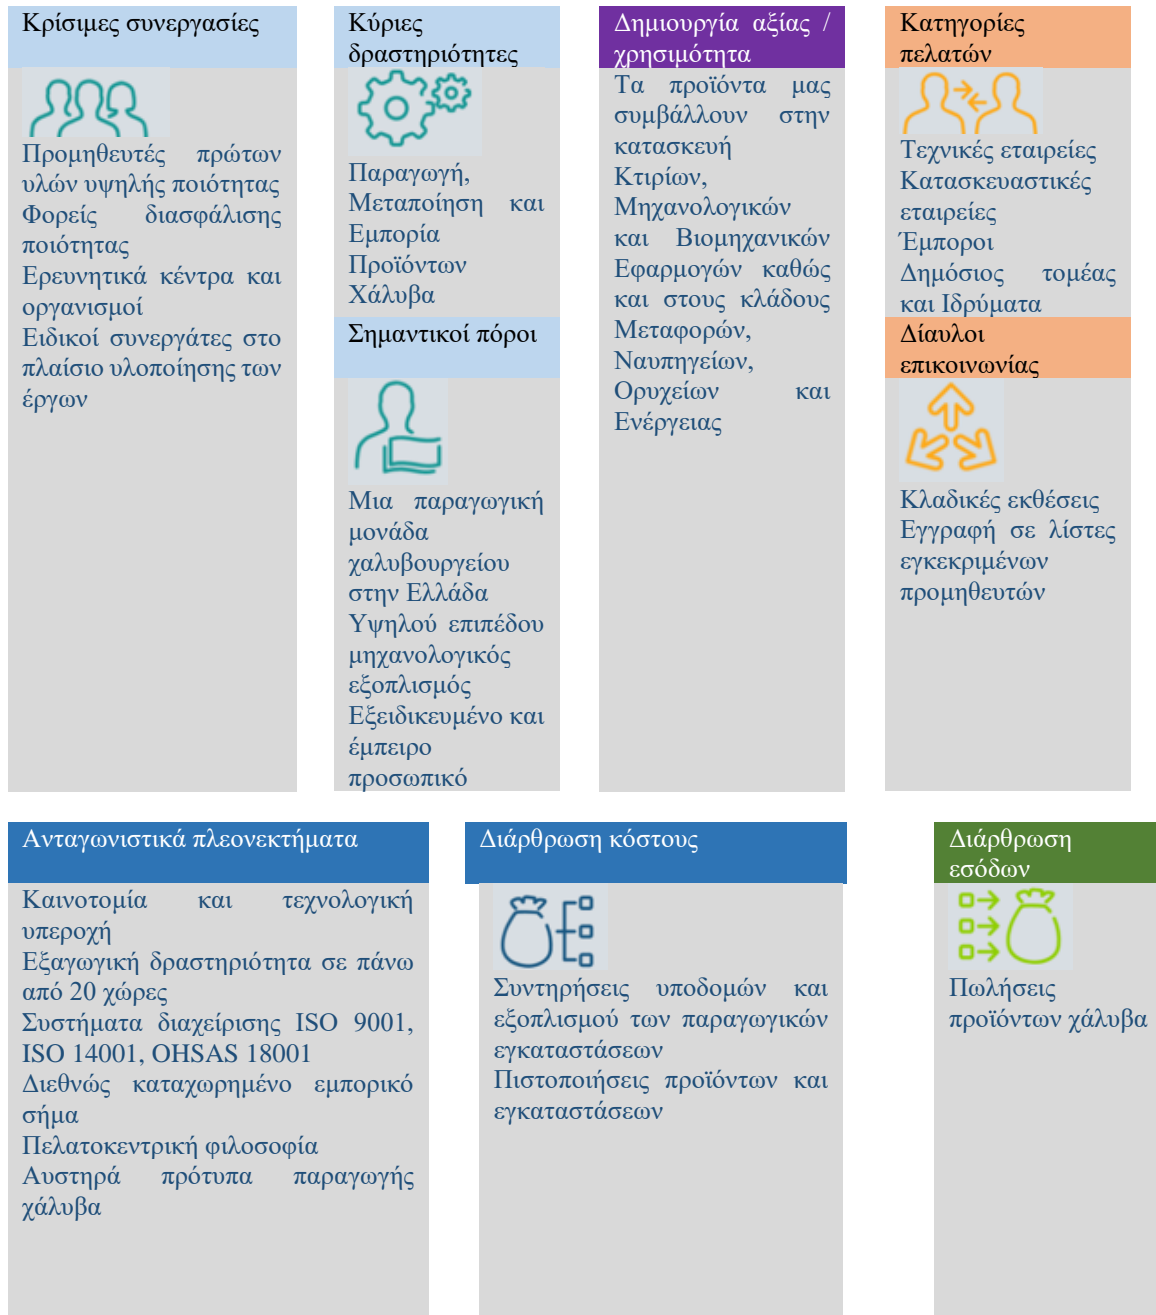 Κρίσιμες συνεργασίες
Προμηθευτές πρώτων
υλών υψηλής ποιότητας
Φορείς διασφάλισης
ποιότητας
Ερευνητικά κέντρα και
οργανισμοί
Ειδικοί συνεργάτες στο
πλαίσιο υλοποίησης των
έργων
Κύριες
δραστηριότητες
Παραγωγή,
Μεταποίηση και
Εμπορία
Προϊόντων
Χάλυβα
Σημαντικοί πόροι
Μια παραγωγική
μονάδα
χαλυβουργείου
στην Ελλάδα
Υψηλού επιπέδου
μηχανολογικός
εξοπλισμός
Εξειδικευμένο και
έμπειρο
προσωπικό
Δημιουργία αξίας /
χρησιμότητα
Τα προϊόντα μας
συμβάλλουν στην
κατασκευή
Κτιρίων,
Μηχανολογικών
και Βιομηχανικών
Εφαρμογών καθώς
και στους κλάδους
Μεταφορών,
Ναυπηγείων,
Ορυχείων και
Ενέργειας
Κατηγορίες
πελατών
Τεχνικές εταιρείες
Κατασκευαστικές
εταιρείες
Έμποροι
Δημόσιος τομέας
και Ιδρύματα
Δίαυλοι
επικοινωνίας
Κλαδικές εκθέσεις
Εγγραφή σε λίστες
εγκεκριμένων
προμηθευτών
Ανταγωνιστικά πλεονεκτήματα
Καινοτομία και τεχνολογική
υπεροχή
Εξαγωγική δραστηριότητα σε πάνω
από 20 χώρες
Συστήματα διαχείρισης ISO 9001,
ISO 14001, OHSAS 18001
Διεθνώς καταχωρημένο εμπορικό
σήμα
Πελατοκεντρική φιλοσοφία
Αυστηρά πρότυπα παραγωγής
χάλυβα
Διάρθρωση κόστους
Συντηρήσεις υποδομών και
εξοπλισμού των παραγωγικών
εγκαταστάσεων
Πιστοποιήσεις προϊόντων και
εγκαταστάσεων
Διάρθρωση
εσόδων
Πωλήσεις
προϊόντων χάλυβα